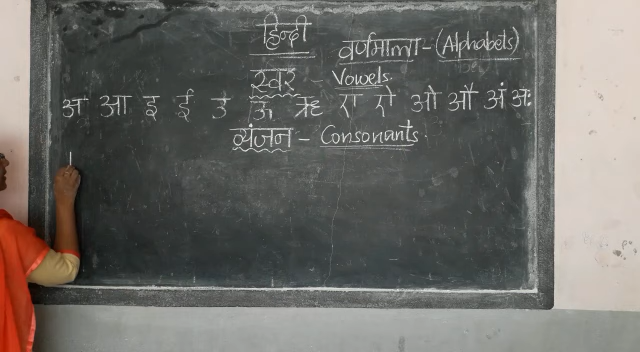 हिन्दी
वर्णमाला - (Alphabets)
स्वर - Vowels
अ आ इ ई उ ऊ ऋ ए ऐ ओ औ अं अः
व्यंजन - Consonants.